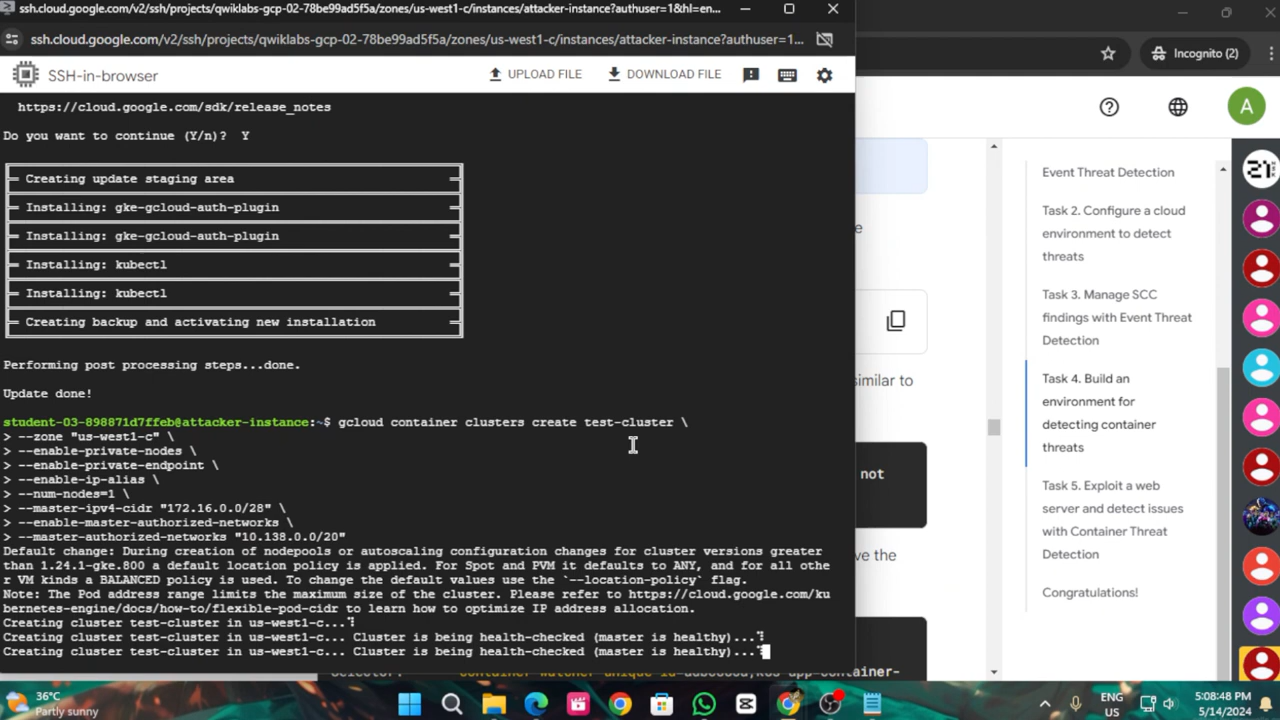 ssh.cloud.google.com/v2/ssh/projects/qwiklabs-gcp-02-78be99ad5f5a/zones/us-west1-c/instances/attacker-instance?authuser=1&hl=en...
ssh.cloud.google.com/v2/ssh/projects/qwiklabs-gcp-02-78be99ad5f5a/zones/us-west1-c/instances/attacker-instance?authuser=1...
Incognito (2)
SSH-in-browser
UPLOAD FILE
DOWNLOAD FILE
A
https://cloud.google.com/sdk/release_notes
Do you want to continue (Y/n)?  Y
Creating update staging area
Installing: gke-gcloud-auth-plugin
Installing: gke-gcloud-auth-plugin
Installing: kubectl
Installing: kubectl
Creating backup and activating new installation
Performing post processing steps...done.
Update done!
student-03-898871d7ffeb@attacker-instance:~$ gcloud container clusters create test-cluster \
> --zone "us-west1-c" \
> --enable-private-nodes \
> --enable-private-endpoint \
> --enable-ip-alias \
> --num-nodes=1 \
> --master-ipv4-cidr "172.16.0.0/28" \
> --enable-master-authorized-networks \
> --master-authorized-networks "10.138.0.0/20"
Default change: During creation of nodepools or autoscaling configuration changes for cluster versions greater
than 1.24.1-gke.800 a default location policy is applied. For Spot and PVM it defaults to ANY, and for all othe
r VM kinds a BALANCED policy is used. To change the default values use the `--location-policy` flag.
Note: The Pod address range limits the maximum size of the cluster. Please refer to https://cloud.google.com/ku
bernetes-engine/docs/how-to/flexible-pod-cidr to learn how to optimize IP address allocation.
Creating cluster test-cluster in us-west1-c...
Creating cluster test-cluster in us-west1-c... Cluster is being health-checked (master is healthy)...
Creating cluster test-cluster in us-west1-c... Cluster is being health-checked (master is healthy)...
e
similar to
not
ve the
Event Threat Detection
Task 2. Configure a cloud
environment to detect
threats
Task 3. Manage SCC
findings with Event Threat
Detection
Task 4. Build an
environment for
detecting container
threats
Task 5. Exploit a web
server and detect issues
with Container Threat
Detection
Congratulations!
21
36°C
Partly sunny
ENG
US
5:08:48 PM
5/14/2024